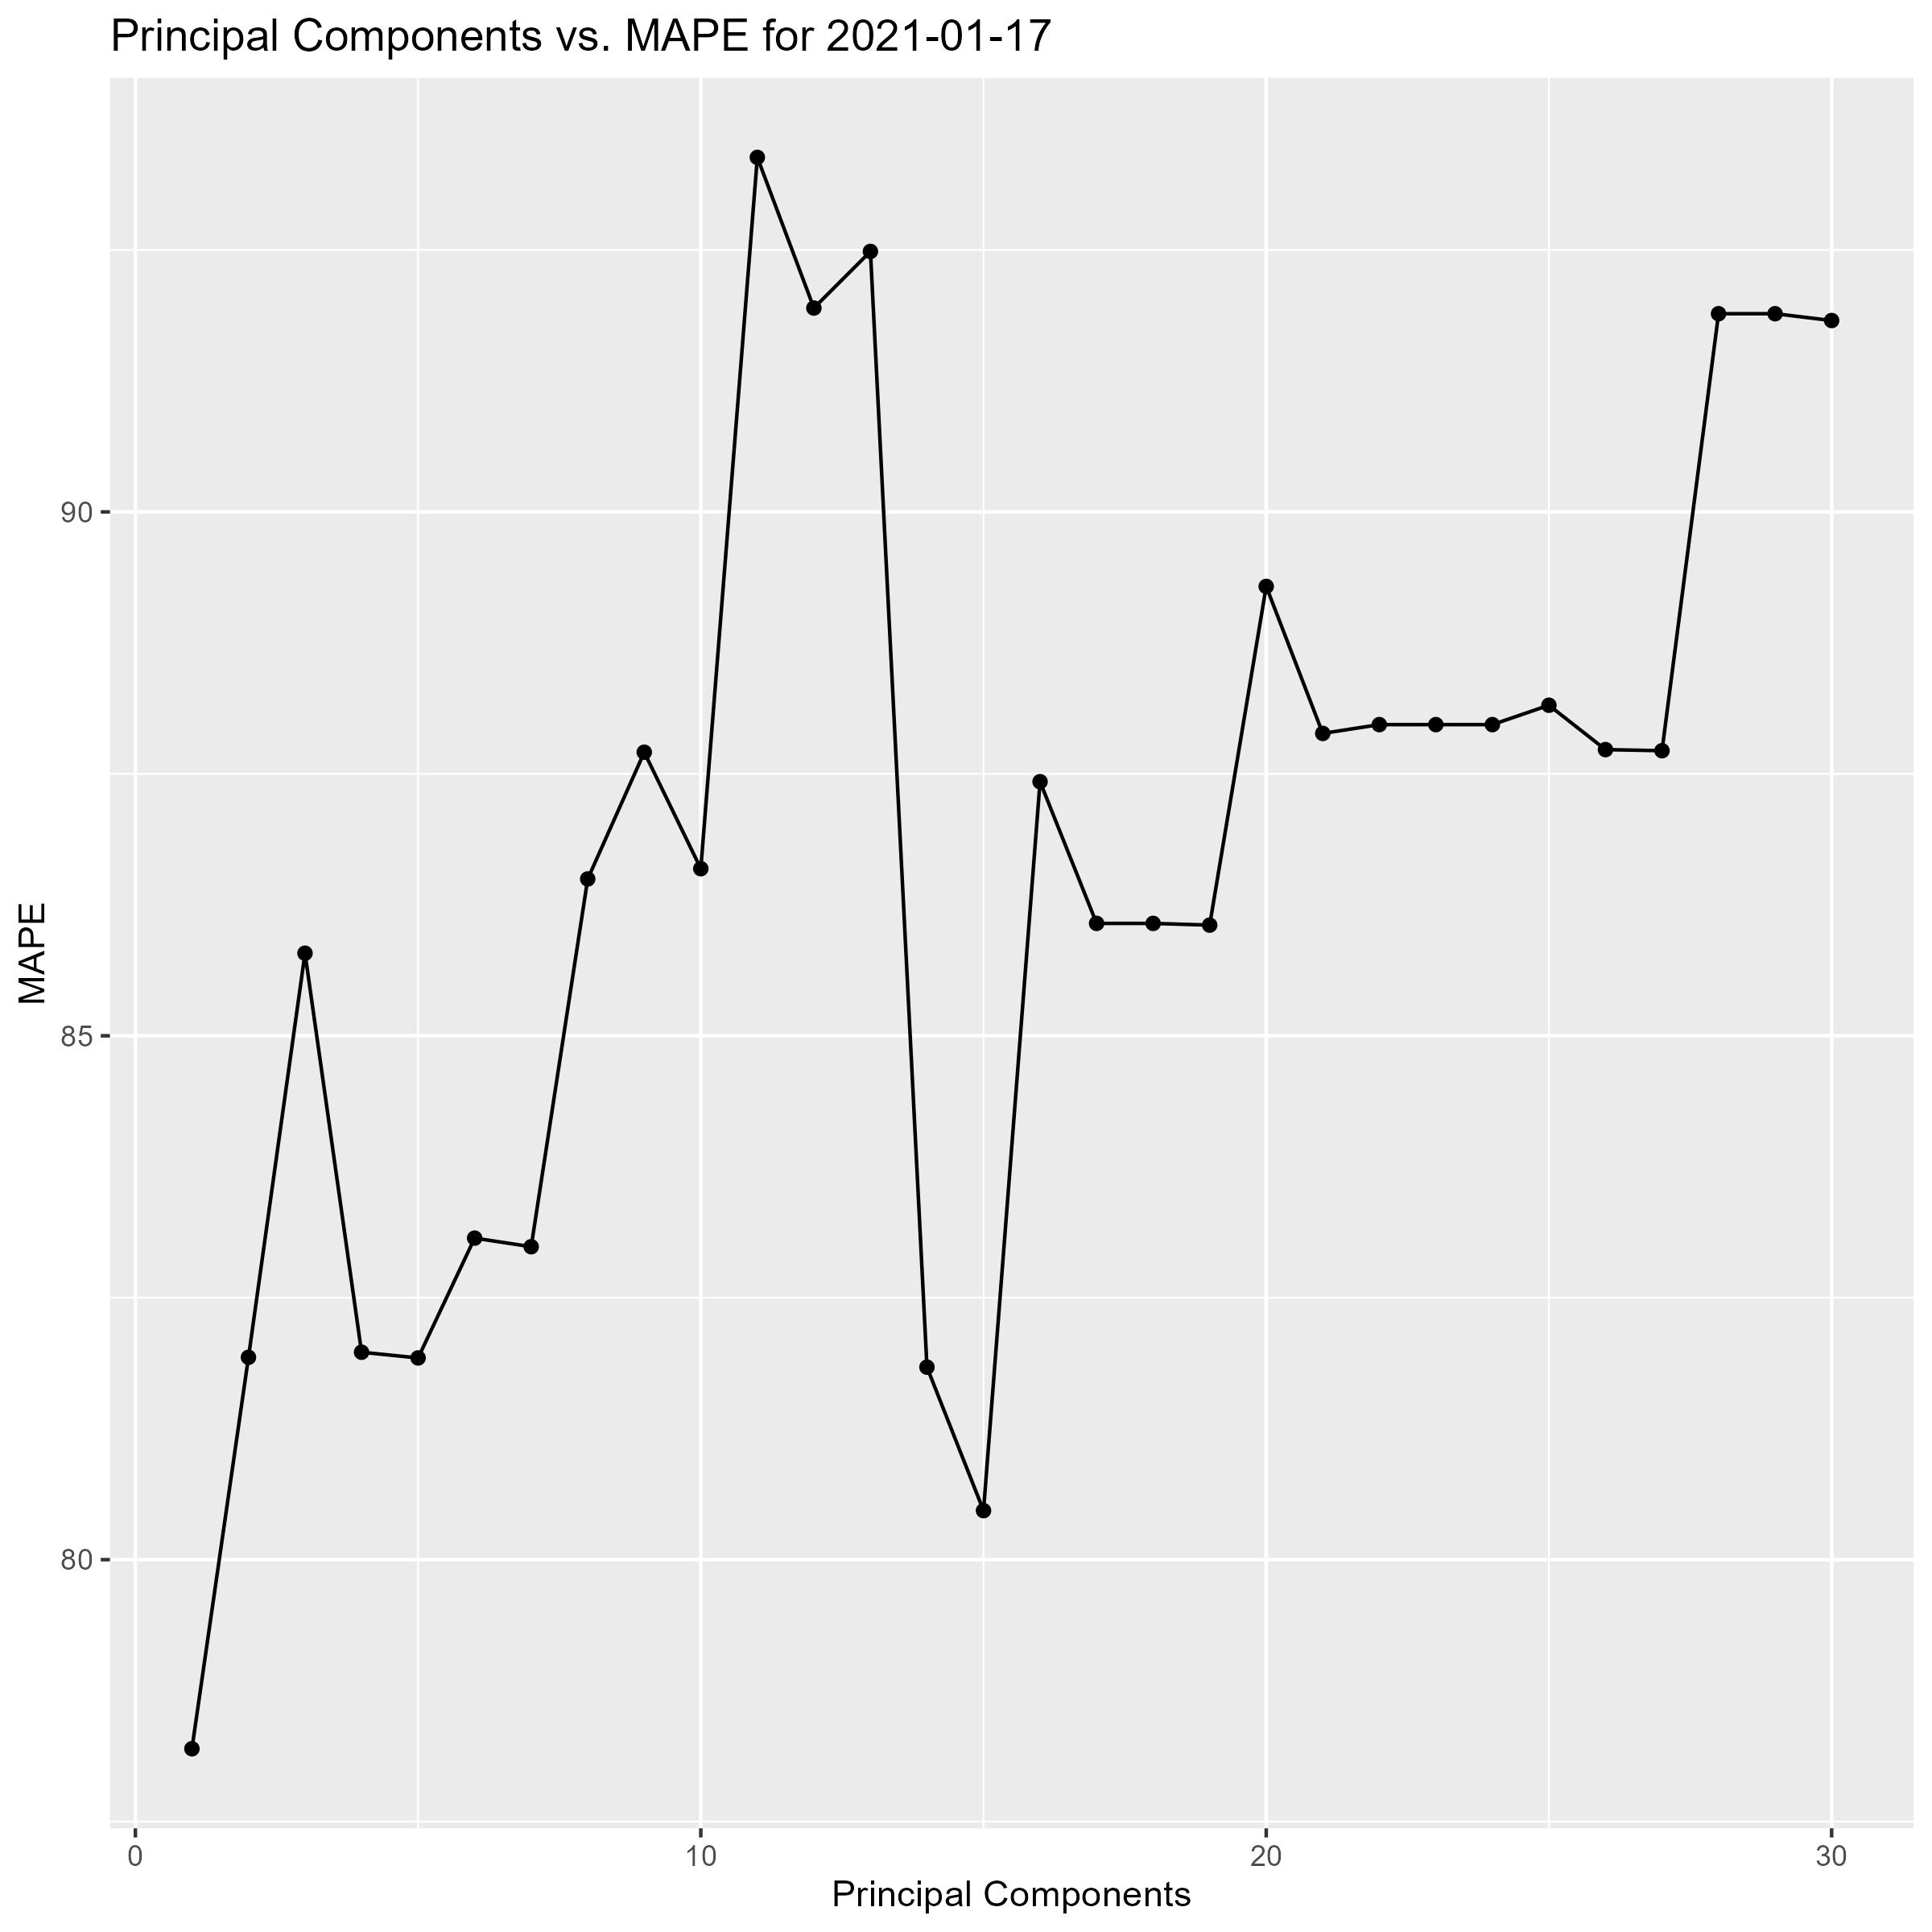 Principal Components vs. MAPE for 2021-01-17
MAPE
90
85
80
0 10 20 30
Principal Components